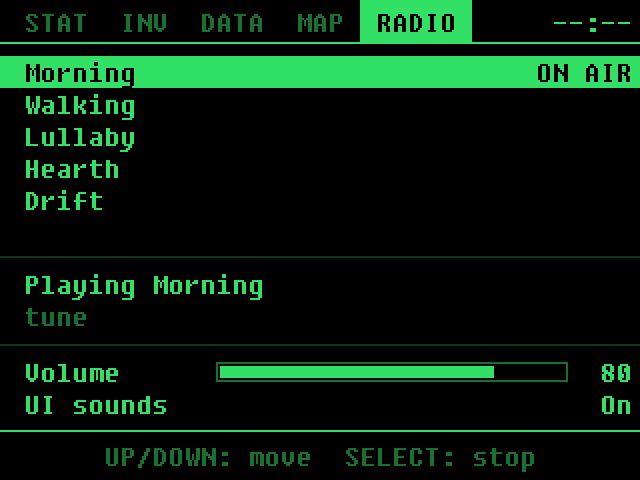 STAT INV DATA MAP RADIO --:--
Morning ON AIR
Walking
Lullaby
Hearth
Drift
Playing Morning
tune
Volume 80
UI sounds On
UP/DOWN: move SELECT: stop